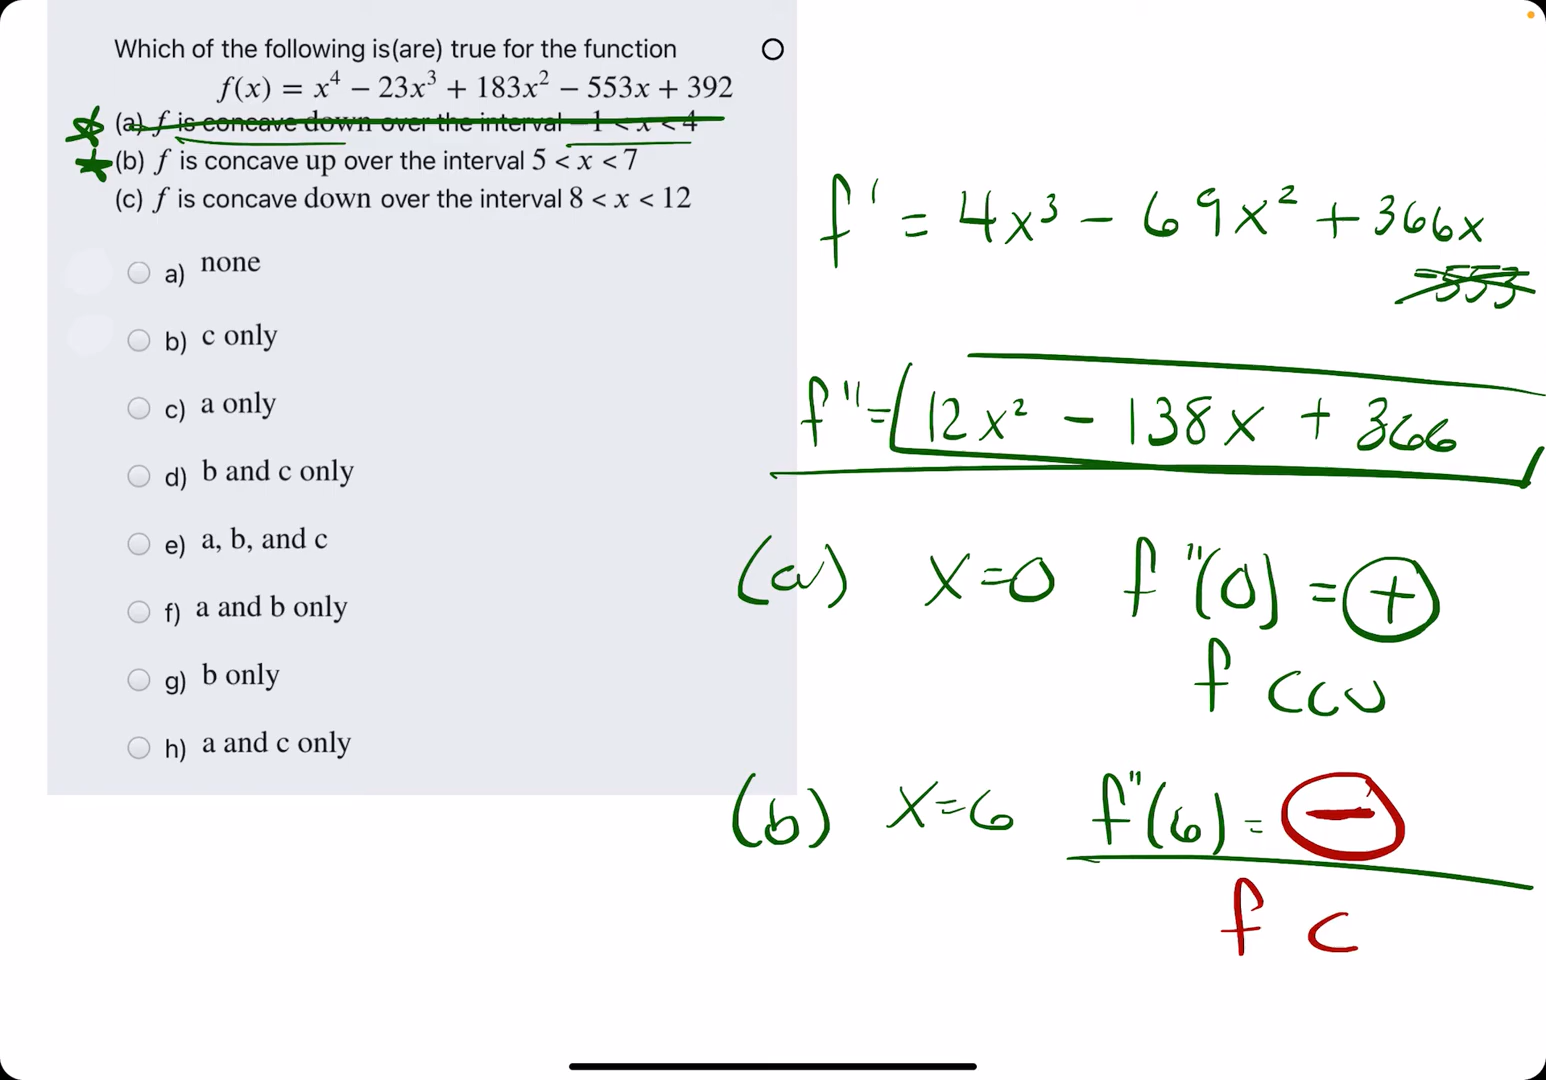 Which of the following is(are) true for the function
f(x) = x⁴ − 23x³ + 183x² − 553x + 392
(a) f is concave down over the interval −1 < x < 4
(b) f is concave up over the interval 5 < x < 7
(c) f is concave down over the interval 8 < x < 12
a) none
b) c only
c) a only
d) b and c only
e) a, b, and c
f) a and b only
g) b only
h) a and c only
f' = 4x³ − 69x² + 366x
−553
f'' = 12x² − 138x + 366
(a) x=0 f''(0) = +
f ccu
(b) x=6 f''(6) = −
f c